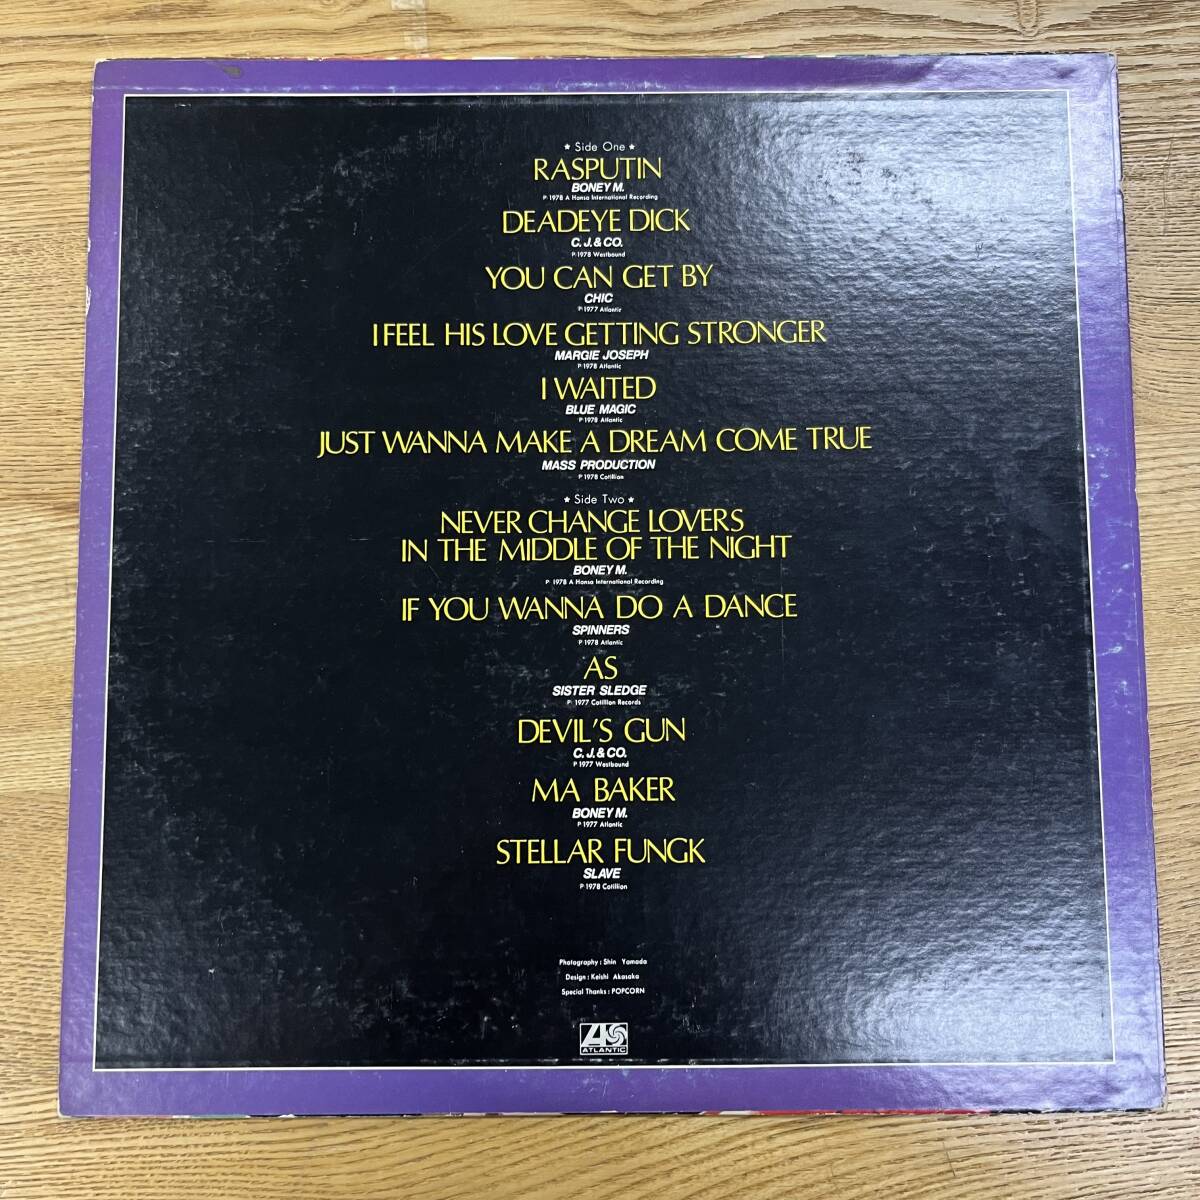 ★ Side One ★
RASPUTIN
BONEY M.
℗ 1978 A Hansa International Recording
DEADEYE DICK
C. J. & CO.
℗ 1978 Westbound
YOU CAN GET BY
CHIC
℗ 1977 Atlantic
I FEEL HIS LOVE GETTING STRONGER
MARGIE JOSEPH
℗ 1978 Atlantic
I WAITED
BLUE MAGIC
℗ 1978 Atlantic
JUST WANNA MAKE A DREAM COME TRUE
MASS PRODUCTION
℗ 1978 Cotillion
★ Side Two ★
NEVER CHANGE LOVERS
IN THE MIDDLE OF THE NIGHT
BONEY M.
℗ 1978 A Hansa International Recording
IF YOU WANNA DO A DANCE
SPINNERS
℗ 1978 Atlantic
AS
SISTER SLEDGE
℗ 1977 Cotillion Records
DEVIL'S GUN
C. J. & CO.
℗ 1977 Westbound
MA BAKER
BONEY M.
℗ 1977 Atlantic
STELLAR FUNGK
SLAVE
℗ 1978 Cotillion
Photography : Shin Yamada
Design : Keishi Akasaka
Special Thanks : POPCORN
ATLANTIC